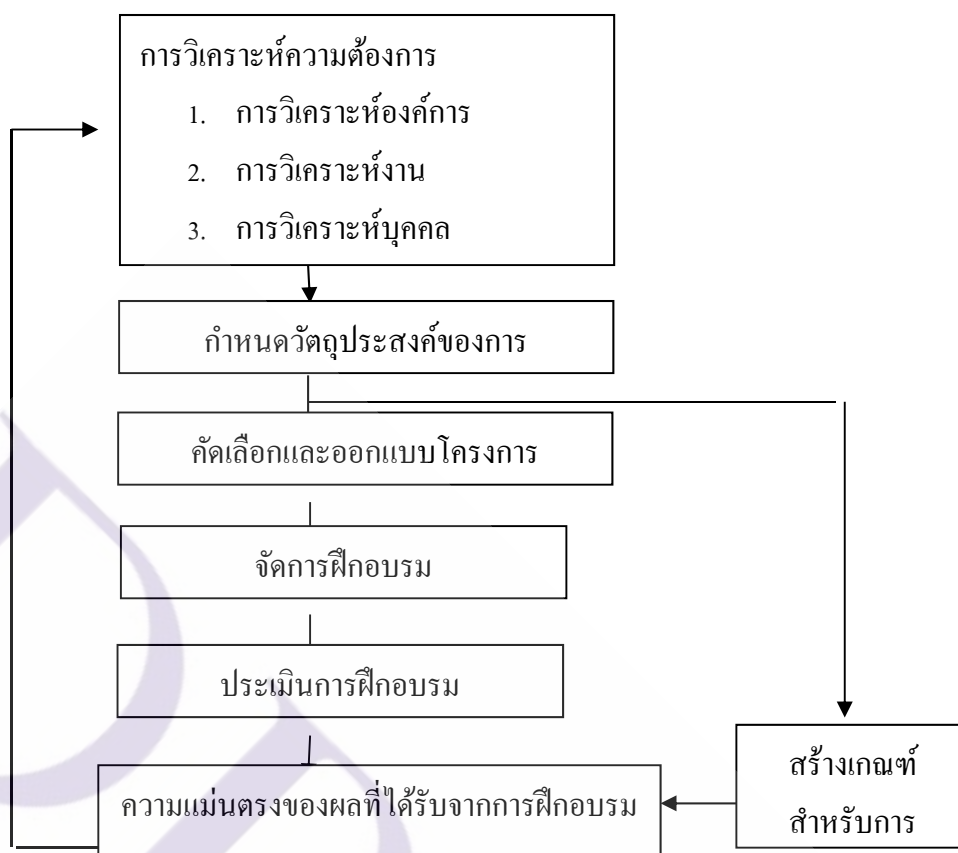 การวิเคราะห์ความต้องการ
1. การวิเคราะห์องค์การ
2. การวิเคราะห์งาน
3. การวิเคราะห์บุคคล
กำหนดวัตถุประสงค์ของการ
คัดเลือกและออกแบบโครงการ
จัดการฝึกอบรม
ประเมินการฝึกอบรม
สร้างเกณฑ์
สำหรับการ
ความแม่นตรงของผลที่ได้รับจากการฝึกอบรม